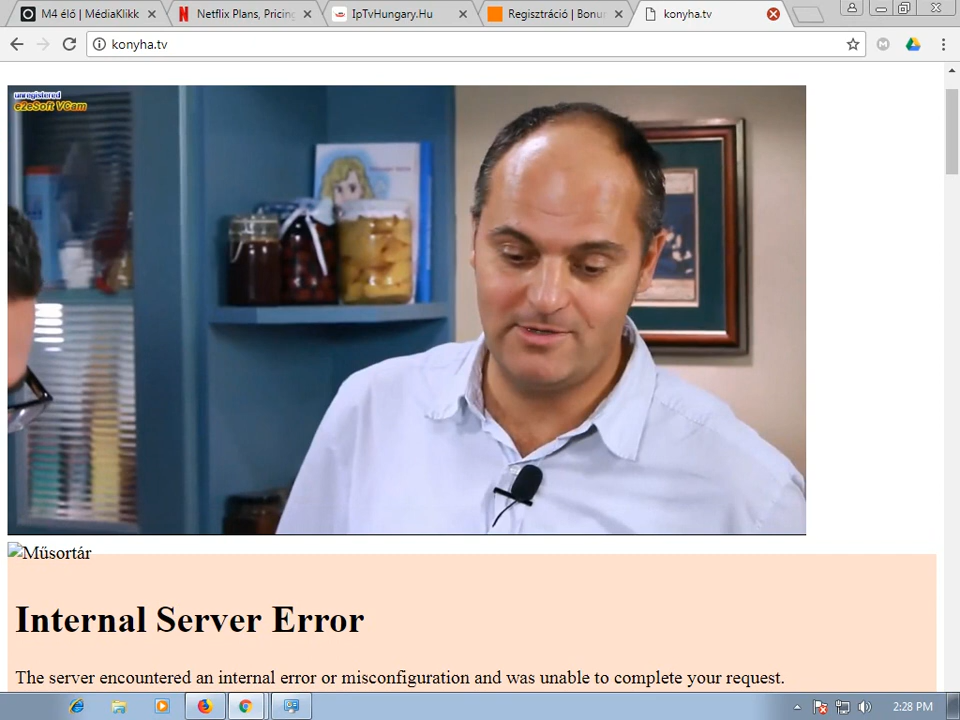 M4 élő | MédiaKlikk
Netflix Plans, Pricing
IpTvHungary.Hu
Regisztráció | Bonu
konyha.tv
konyha.tv
unregistered
e2eSoft VCam
Műsortár
Internal Server Error
The server encountered an internal error or misconfiguration and was unable to complete your request.
2:28 PM